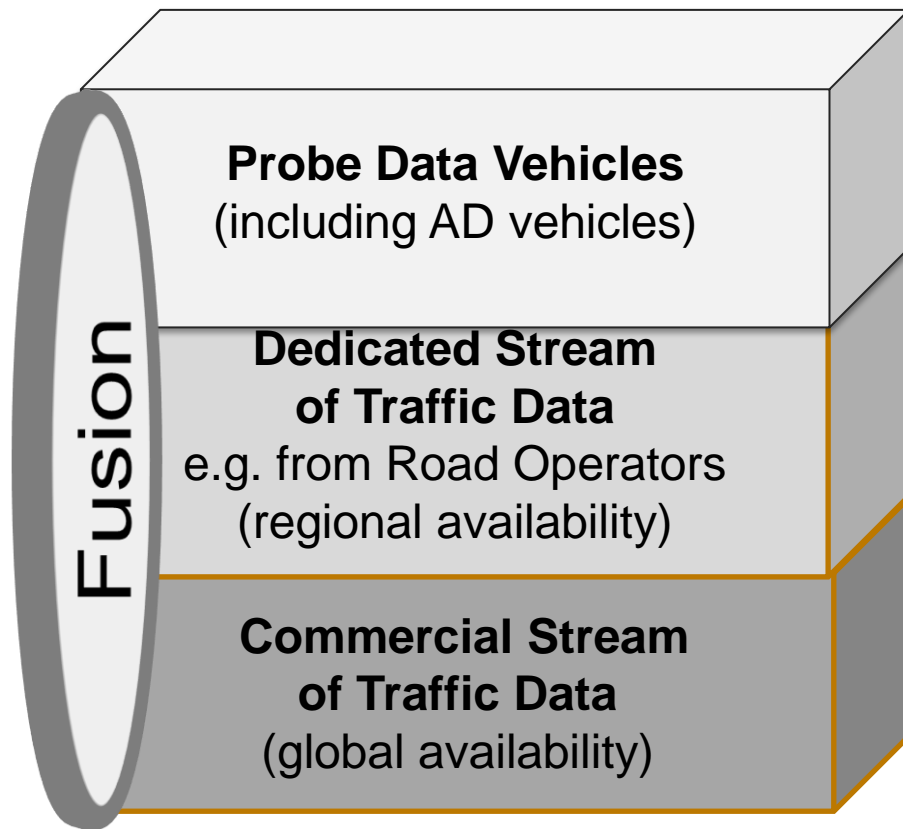 Fusion
Probe Data Vehicles
(including AD vehicles)
Dedicated Stream
of Traffic Data
e.g. from Road Operators
(regional availability)
Commercial Stream
of Traffic Data
(global availability)